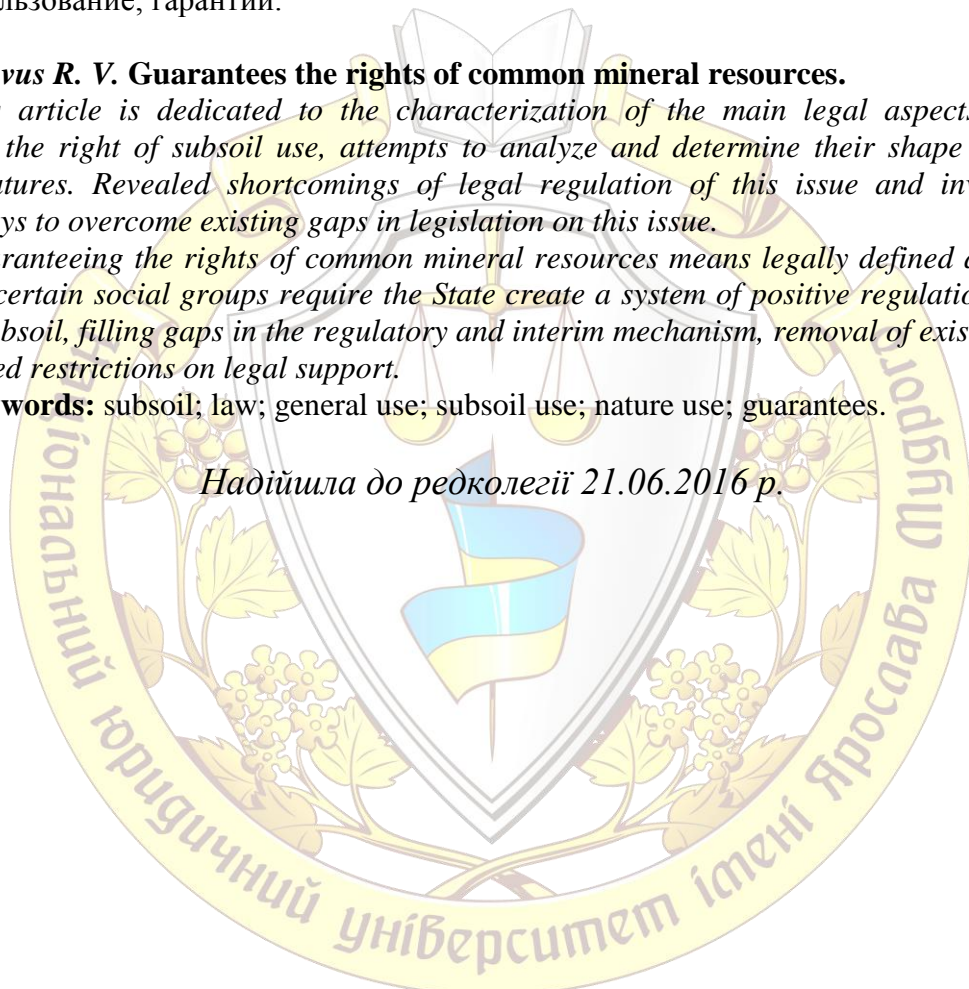 льзование; гарантии.
vus R. V. Guarantees the rights of common mineral resources.
article is dedicated to the characterization of the main legal aspects
the right of subsoil use, attempts to analyze and determine their shape
tures. Revealed shortcomings of legal regulation of this issue and inv
ys to overcome existing gaps in legislation on this issue.
ranteeing the rights of common mineral resources means legally defined
certain social groups require the State create a system of positive regulatio
bsoil, filling gaps in the regulatory and interim mechanism, removal of exis
ed restrictions on legal support.
words: subsoil; law; general use; subsoil use; nature use; guarantees.
Надійшла до редколегії 21.06.2016 р.
Національний юридичний університет імені Ярослава Мудрого